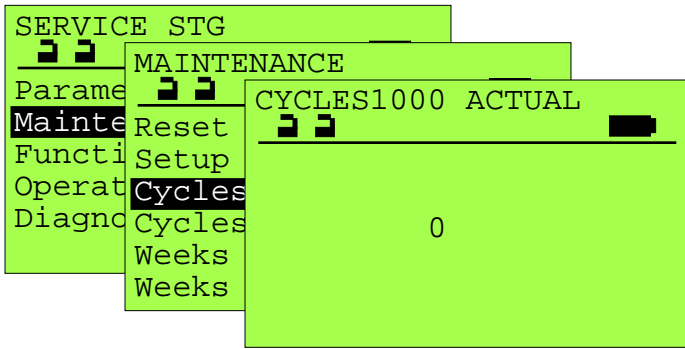 SERVICE STG
Parame
Mainte
Functi
Operat
Diagno
MAINTENANCE
Reset
Setup
Cycles
Cycles
Weeks
Weeks
CYCLES1000 ACTUAL
0